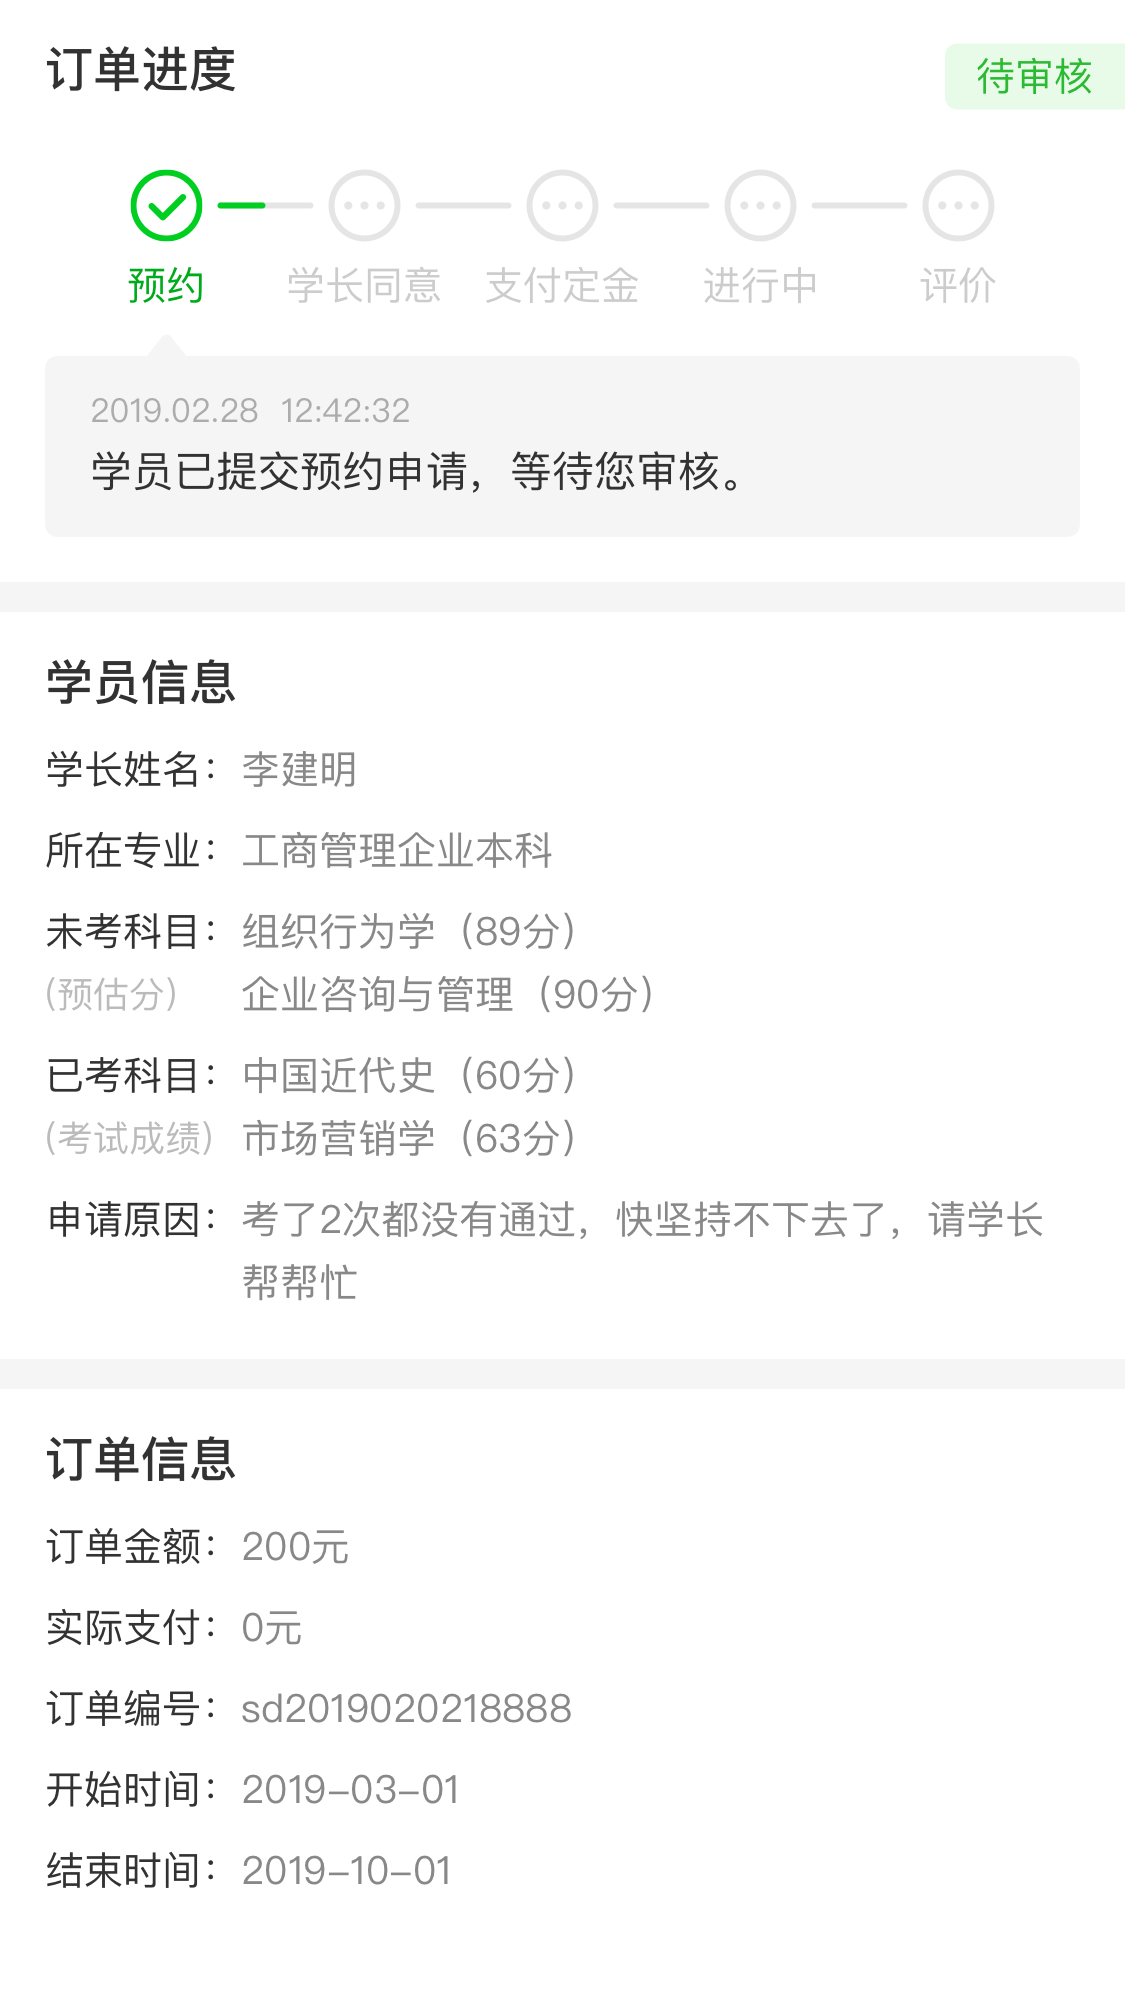 订单进度
待审核
预约 学长同意 支付定金 进行中 评价
2019.02.28 12:42:32
学员已提交预约申请，等待您审核。
学员信息
学长姓名：李建明
所在专业：工商管理企业本科
未考科目：组织行为学（89分）
(预估分) 企业咨询与管理（90分）
已考科目：中国近代史（60分）
(考试成绩) 市场营销学（63分）
申请原因：考了2次都没有通过，快坚持不下去了，请学长
帮帮忙
订单信息
订单金额：200元
实际支付：0元
订单编号：sd2019020218888
开始时间：2019-03-01
结束时间：2019-10-01